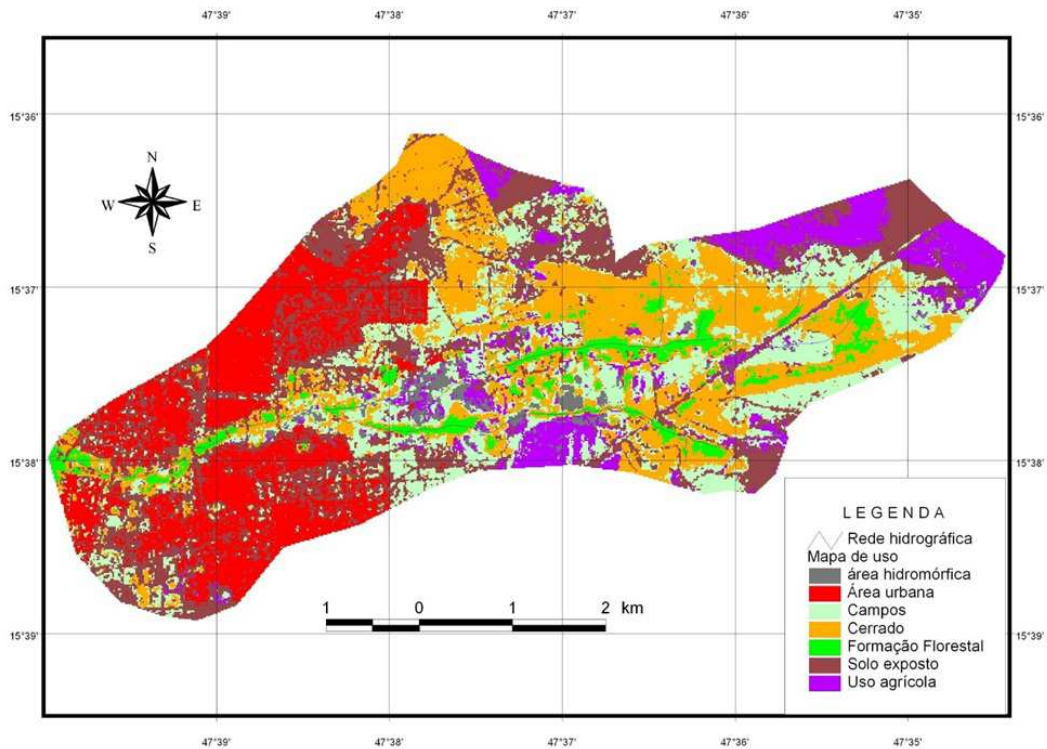 47°39' 47°38' 47°37' 47°36' 47°35'
15°36' 15°36'
N
W E
S
15°37' 15°37'
15°38' 15°38'
LEGENDA
Rede hidrográfica
Mapa de uso
área hidromórfica
Área urbana
Campos
Cerrado
Formação Florestal
Solo exposto
Uso agrícola
1 0 1 2 km
15°39' 15°39'
47°39' 47°38' 47°37' 47°36' 47°35'